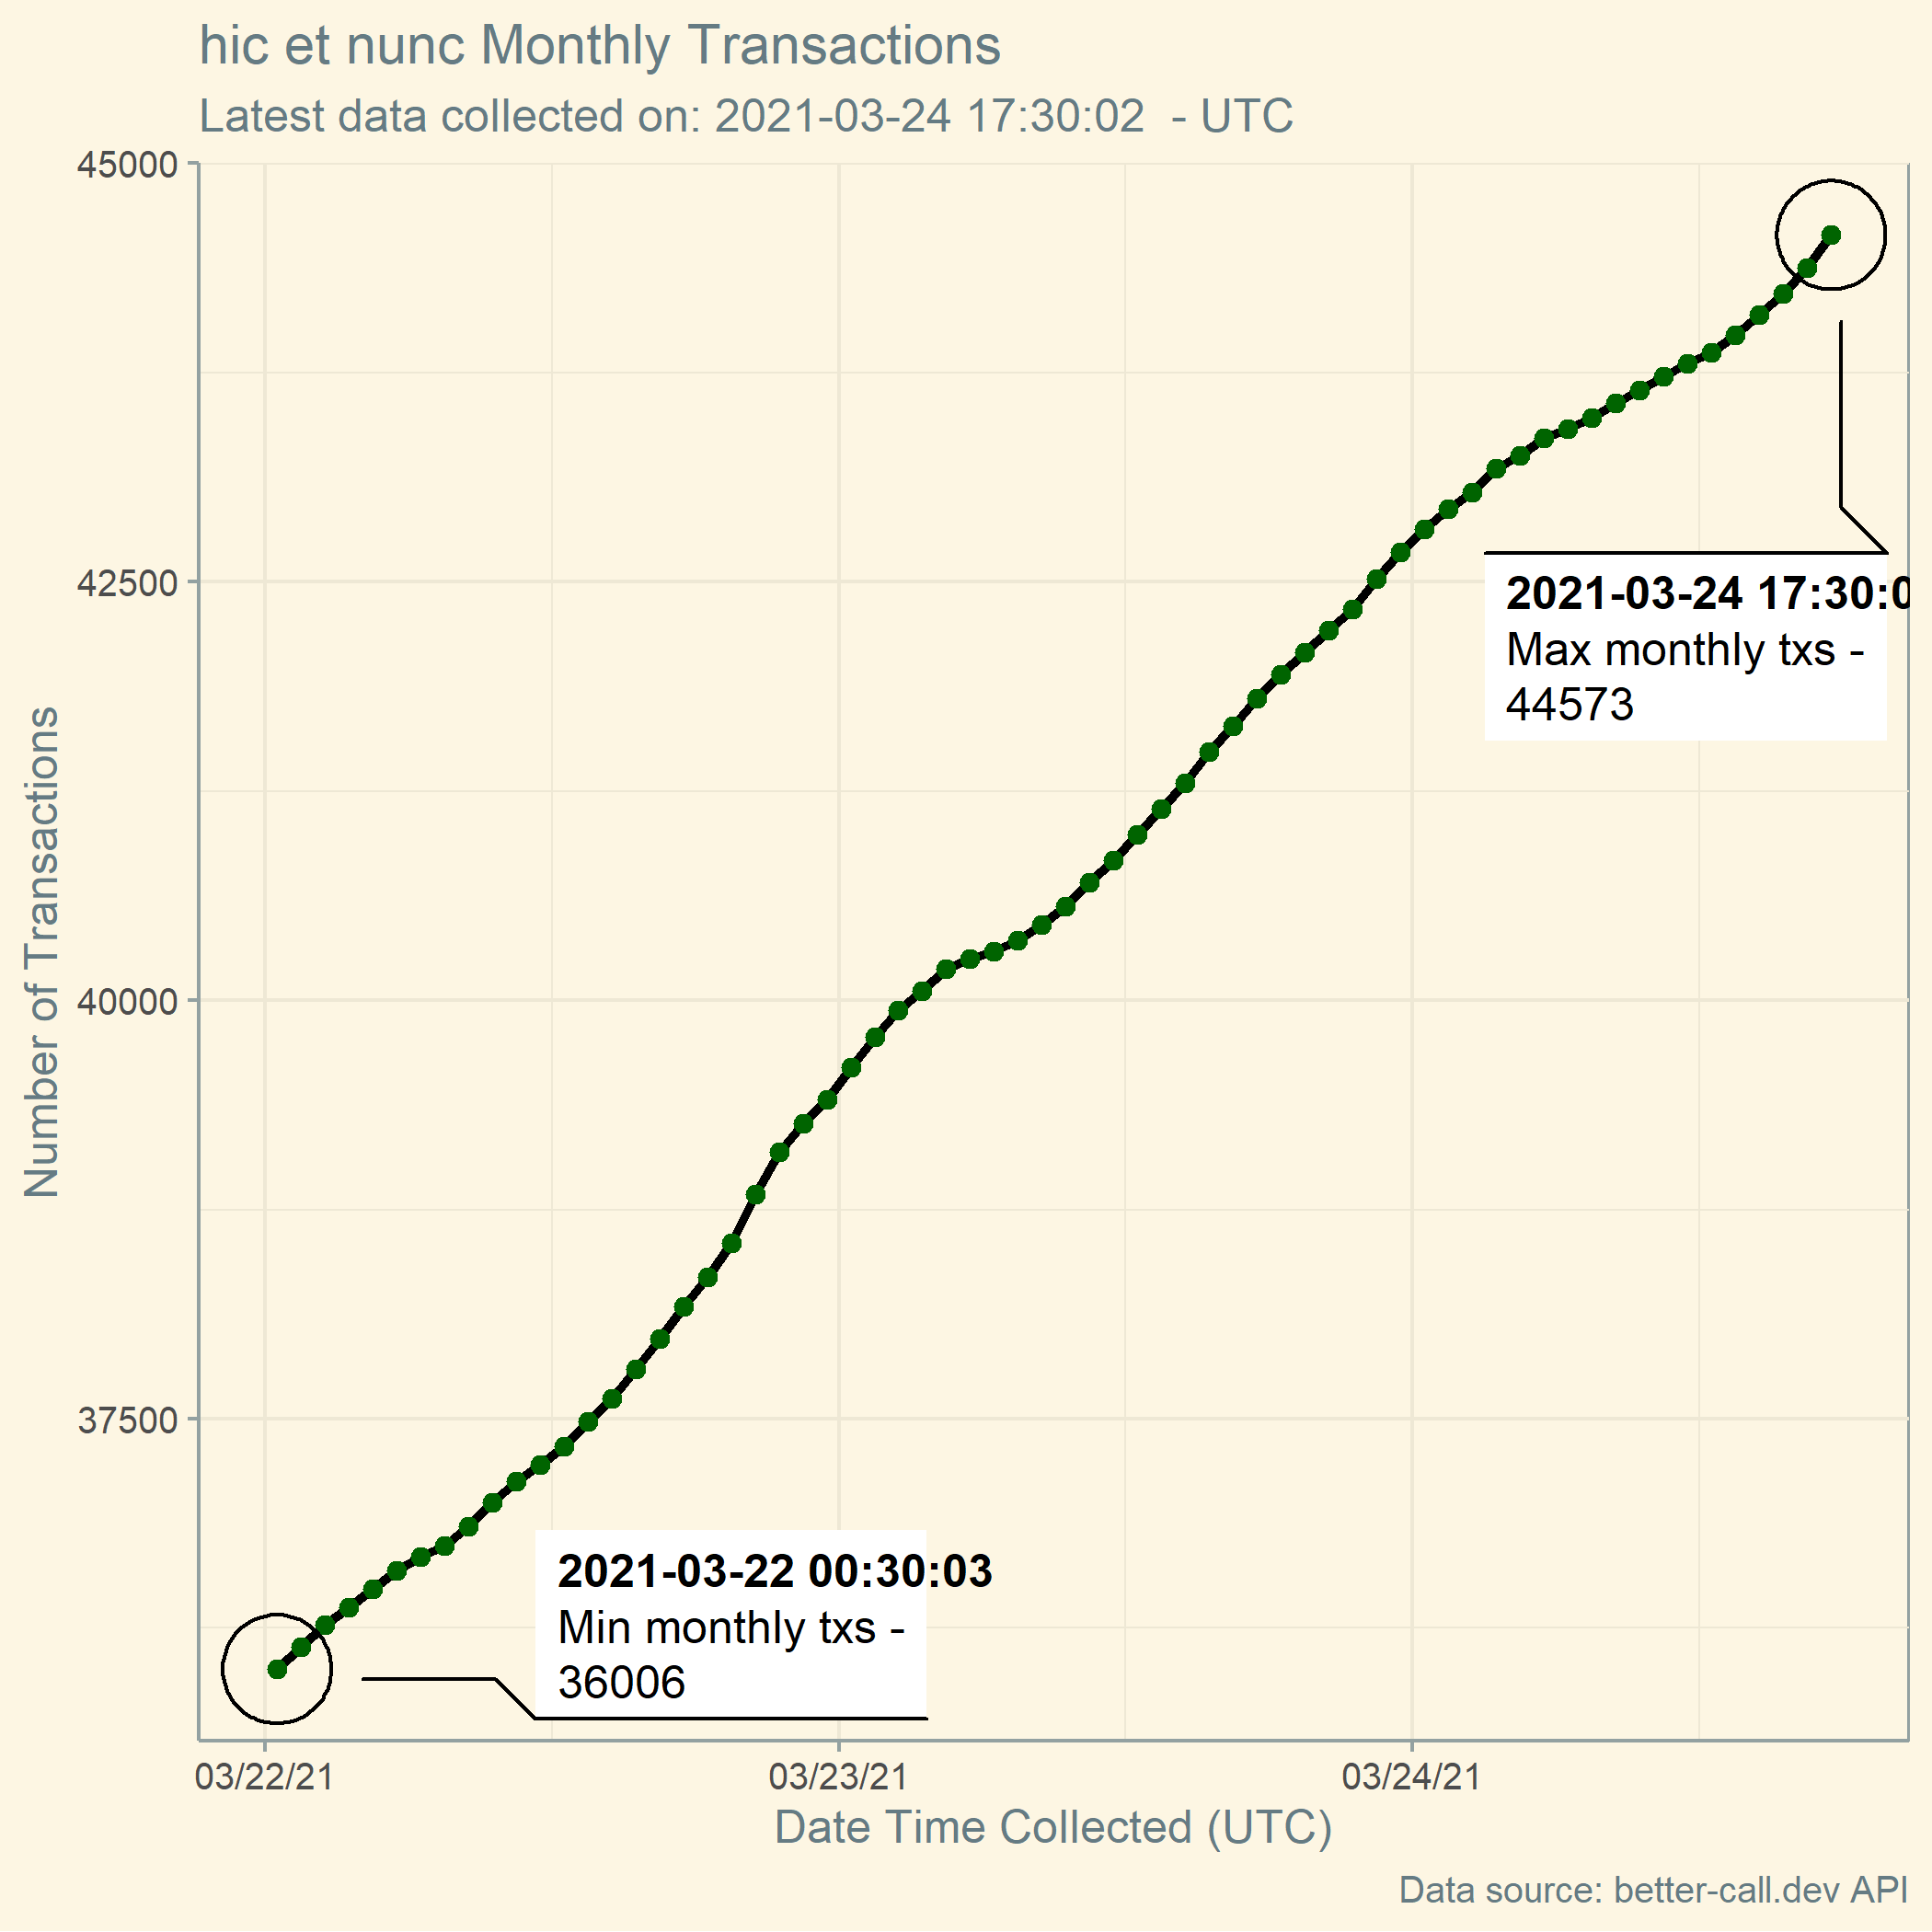 hic et nunc Monthly Transactions
Latest data collected on: 2021-03-24 17:30:02  - UTC
45000
42500
40000
37500
Number of Transactions
2021-03-24 17:30:0
Max monthly txs -
44573
2021-03-22 00:30:03
Min monthly txs -
36006
03/22/21
03/23/21
03/24/21
Date Time Collected (UTC)
Data source: better-call.dev API